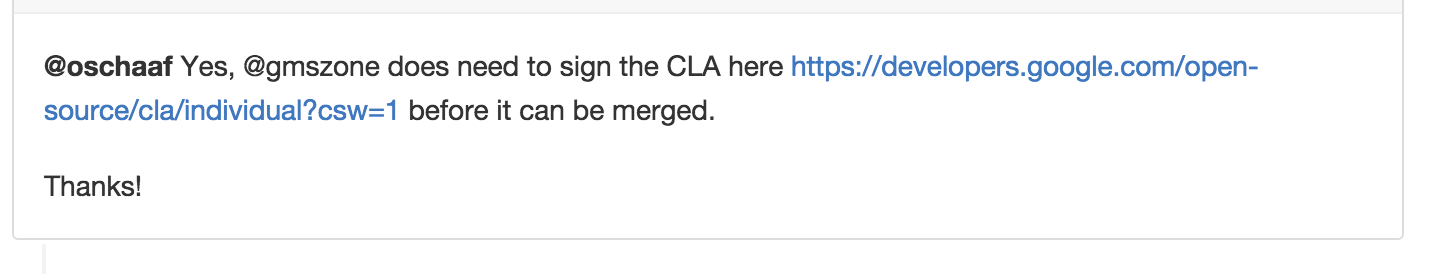 @oschaaf Yes, @gmszone does need to sign the CLA here https://developers.google.com/open-
source/cla/individual?csw=1 before it can be merged.
Thanks!